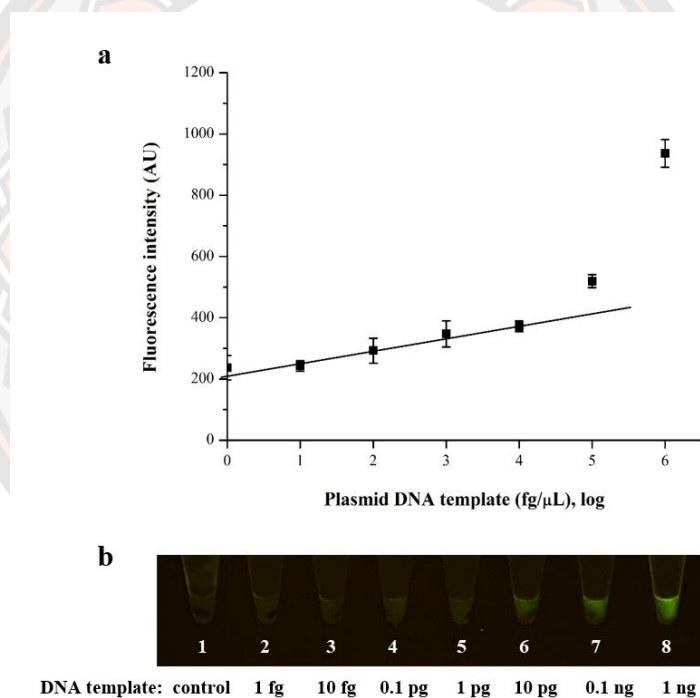 a
1200
1000
800
600
400
200
0
Fluorescence intensity (AU)
0 1 2 3 4 5 6
Plasmid DNA template (fg/μL), log
b
1 2 3 4 5 6 7 8
DNA template: control 1 fg 10 fg 0.1 pg 1 pg 10 pg 0.1 ng 1 ng